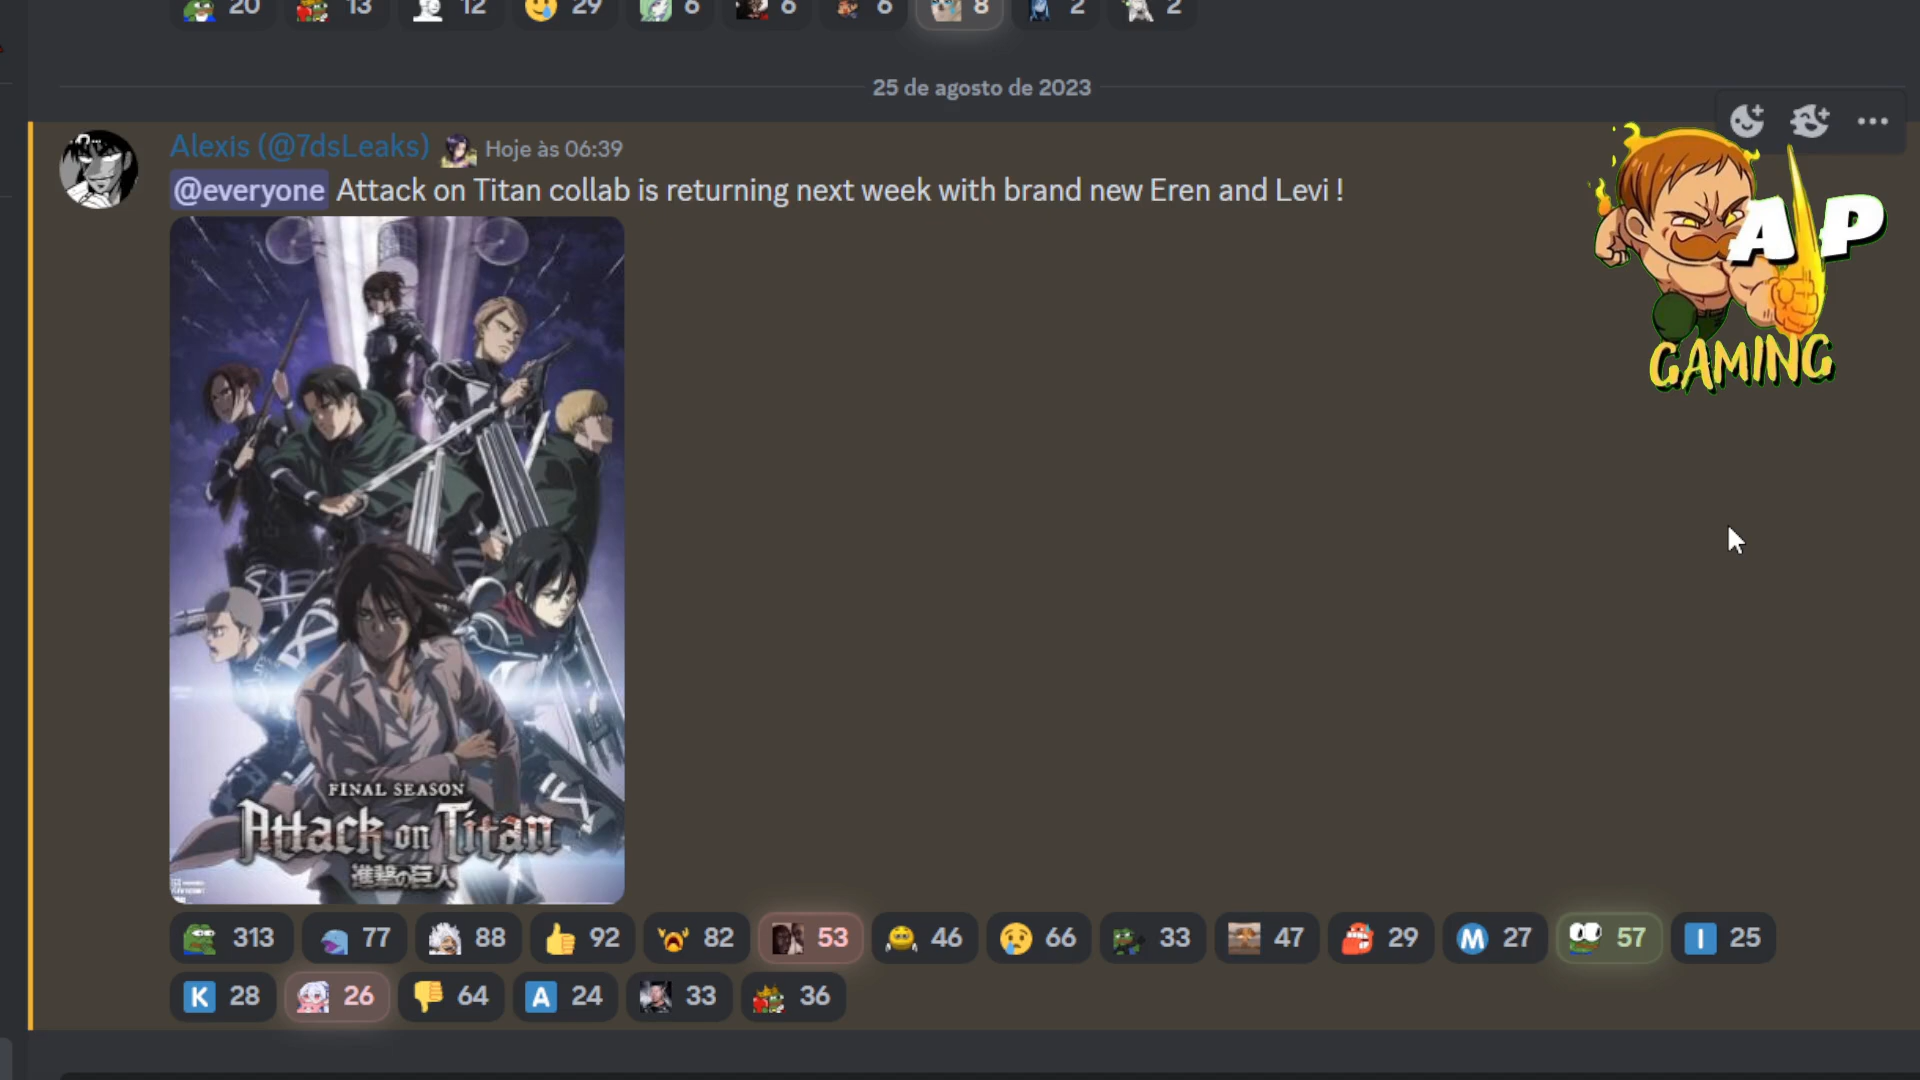 20 13 12 29 6 6 6 8 2 2
25 de agosto de 2023
Alexis (@7dsLeaks) Hoje às 06:39
@everyone Attack on Titan collab is returning next week with brand new Eren and Levi !
AP
GAMING
FINAL SEASON
Attack on Titan
進撃の巨人
313 77 88 92 82 53 46 66 33 47 29 M 27 57 I 25
K 28 26 64 A 24 33 36